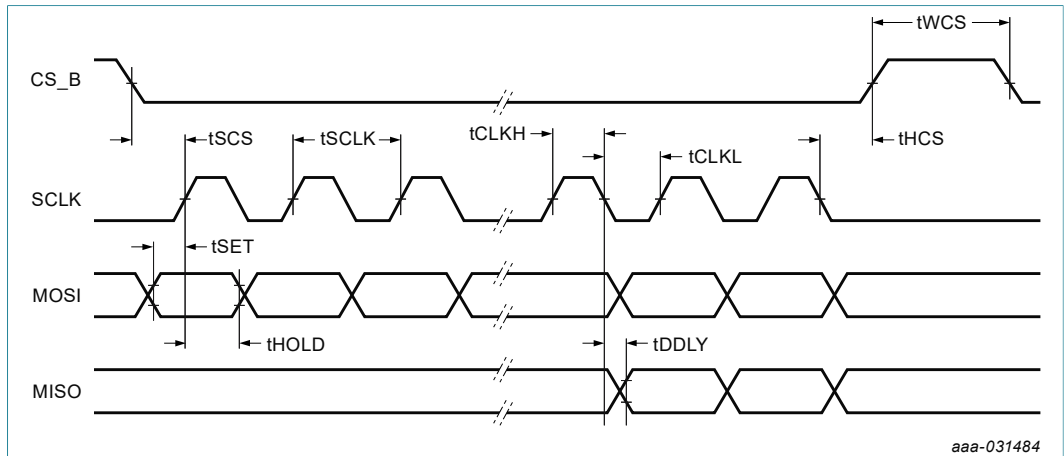 tWCS
CS_B
tSCS
tSCLK
tCLKH
tCLKL
tHCS
SCLK
tSET
MOSI
tHOLD
tDDLY
MISO
aaa-031484